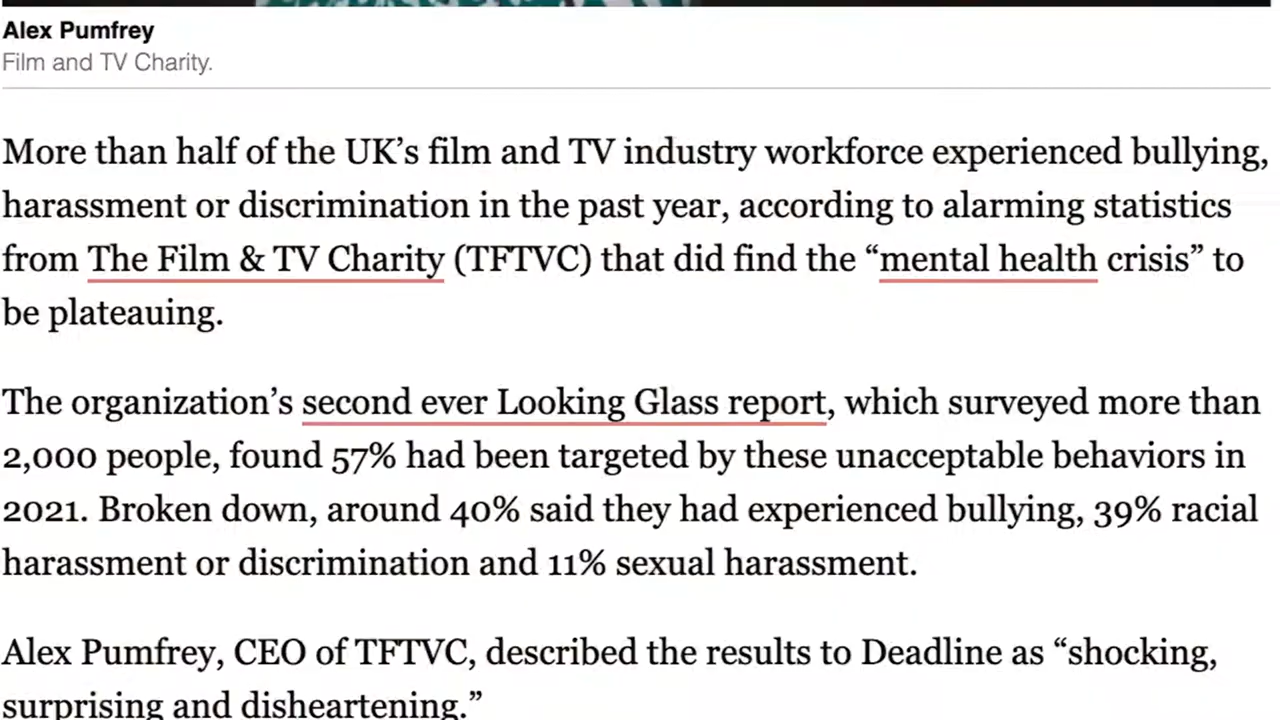 Alex Pumfrey
Film and TV Charity.
More than half of the UK’s film and TV industry workforce experienced bullying,
harassment or discrimination in the past year, according to alarming statistics
from The Film & TV Charity (TFTVC) that did find the “mental health crisis” to
be plateauing.
The organization’s second ever Looking Glass report, which surveyed more than
2,000 people, found 57% had been targeted by these unacceptable behaviors in
2021. Broken down, around 40% said they had experienced bullying, 39% racial
harassment or discrimination and 11% sexual harassment.
Alex Pumfrey, CEO of TFTVC, described the results to Deadline as “shocking,
surprising and disheartening.”